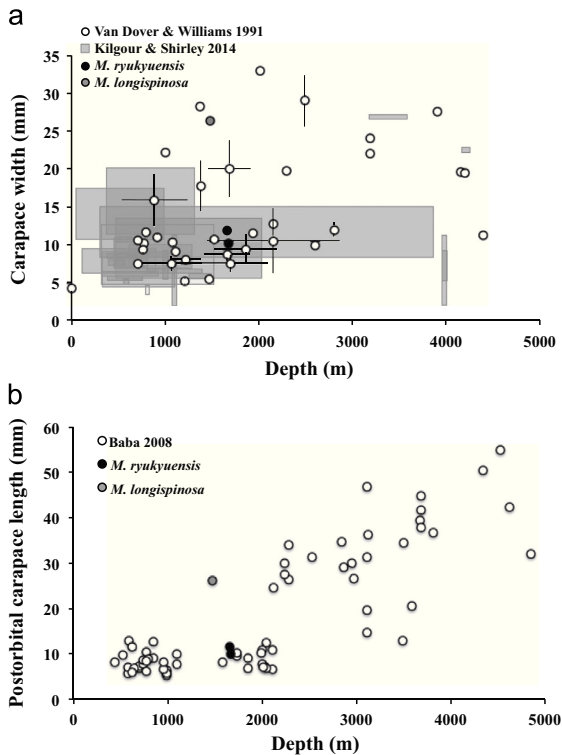 a
Van Dover & Williams 1991
Kilgour & Shirley 2014
M. ryukyuensis
M. longispinosa
Carapace width (mm)
35
30
25
20
15
10
5
0
0 1000 2000 3000 4000 5000
Depth (m)
b
Baba 2008
M. ryukyuensis
M. longispinosa
Postorbital carapace length (mm)
60
50
40
30
20
10
0
0 1000 2000 3000 4000 5000
Depth (m)